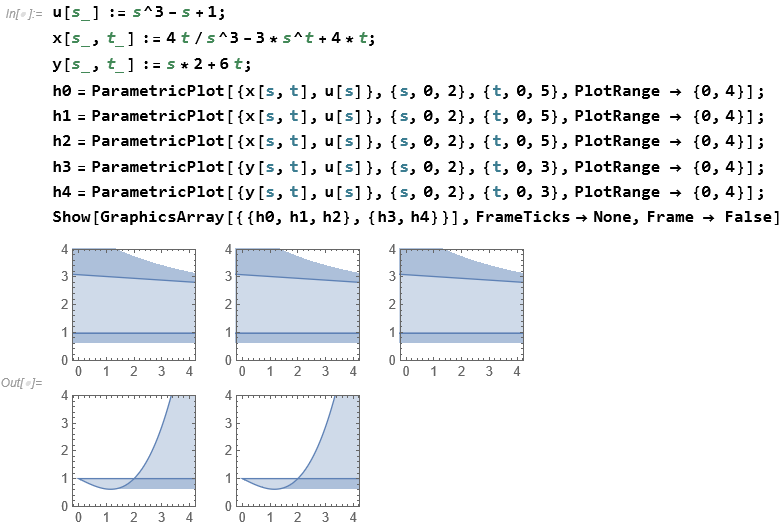 In[∘]:= u[s_] := s^3 - s + 1;
x[s_, t_] := 4 t / s^3 - 3 * s^t + 4 * t;
y[s_, t_] := s * 2 + 6 t;
h0 = ParametricPlot[{x[s, t], u[s]}, {s, 0, 2}, {t, 0, 5}, PlotRange → {0, 4}];
h1 = ParametricPlot[{x[s, t], u[s]}, {s, 0, 2}, {t, 0, 5}, PlotRange → {0, 4}];
h2 = ParametricPlot[{x[s, t], u[s]}, {s, 0, 2}, {t, 0, 5}, PlotRange → {0, 4}];
h3 = ParametricPlot[{y[s, t], u[s]}, {s, 0, 2}, {t, 0, 3}, PlotRange → {0, 4}];
h4 = ParametricPlot[{y[s, t], u[s]}, {s, 0, 2}, {t, 0, 3}, PlotRange → {0, 4}];
Show[GraphicsArray[{{h0, h1, h2}, {h3, h4}}], FrameTicks → None, Frame → False]
4 4 4
3 3 3
2 2 2
1 1 1
0 0 0
0 1 2 3 4 0 1 2 3 4 0 1 2 3 4
Out[∘]=
4 4
3 3
2 2
1 1
0 0
0 1 2 3 4 0 1 2 3 4